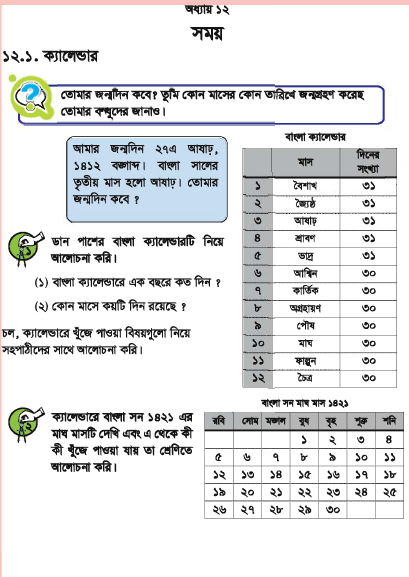 অধ্যায় ১২
সময়
১২.১. ক্যালেন্ডার
তোমার জন্মদিন কবে? তুমি কোন মাসের কোন তারিখে জন্মগ্রহণ করেছ
তোমার বন্ধুদের জানাও।
আমার জন্মদিন ২৭এ আষাঢ়,
১৪১২ বঙ্গাব্দ। বাংলা সালের
তৃতীয় মাস হলো আষাঢ়। তোমার
জন্মদিন কবে ?
১
ডান পাশের বাংলা ক্যালেন্ডারটি নিয়ে
আলোচনা করি।
(১) বাংলা ক্যালেন্ডারে এক বছরে কত দিন ?
(২) কোন মাসে কয়টি দিন রয়েছে ?
চল, ক্যালেন্ডারে খুঁজে পাওয়া বিষয়গুলো নিয়ে
সহপাঠীদের সাথে আলোচনা করি।
বাংলা ক্যালেন্ডার
মাস দিনের
সংখ্যা
১ বৈশাখ ৩১
২ জ্যৈষ্ঠ ৩১
৩ আষাঢ় ৩১
৪ শ্রাবণ ৩১
৫ ভাদ্র ৩১
৬ আশ্বিন ৩০
৭ কার্তিক ৩০
৮ অগ্রহায়ণ ৩০
৯ পৌষ ৩০
১০ মাঘ ৩০
১১ ফাল্গুন ৩০
১২ চৈত্র ৩০
২
ক্যালেন্ডারে বাংলা সন ১৪২১ এর
মাঘ মাসটি দেখি এবং এ থেকে কী
কী খুঁজে পাওয়া যায় তা শ্রেণিতে
আলোচনা করি।
বাংলা সন মাঘ মাস ১৪২১
রবি সোম মঙ্গল বুধ বৃহ শুক্র শনি
১ ২ ৩ ৪
৫ ৬ ৭ ৮ ৯ ১০ ১১
১২ ১৩ ১৪ ১৫ ১৬ ১৭ ১৮
১৯ ২০ ২১ ২২ ২৩ ২৪ ২৫
২৬ ২৭ ২৮ ২৯ ৩০